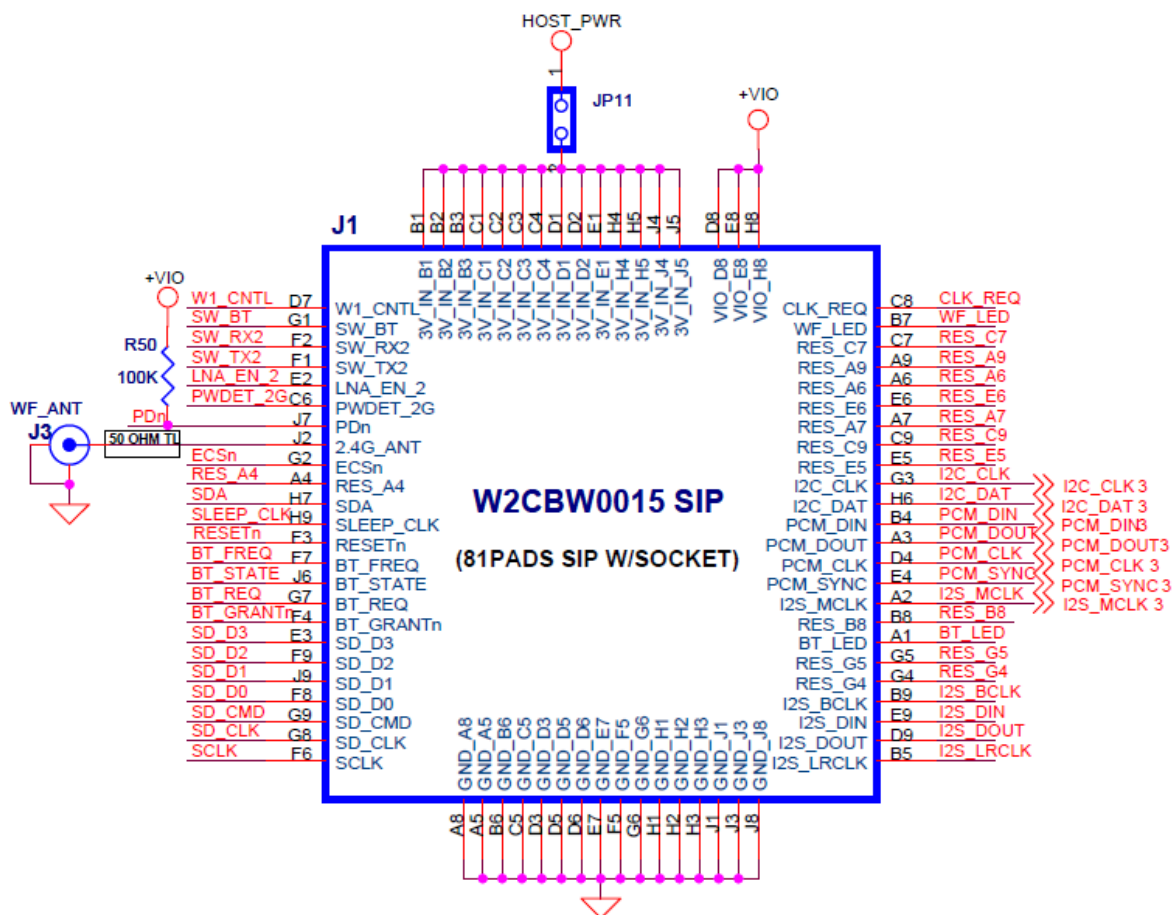 HOST_PWR
1
JP11
2
+VIO
J1
B1 B2 B3 C1 C2 C3 C4 D1 D2 E1 H4 H5 J4 J5 D8 E8 H8
3V_IN_B1 3V_IN_B2 3V_IN_B3 3V_IN_C1 3V_IN_C2 3V_IN_C3 3V_IN_C4 3V_IN_D1 3V_IN_D2 3V_IN_E1 3V_IN_H4 3V_IN_H5 3V_IN_J4 3V_IN_J5 VIO_D8 VIO_E8 VIO_H8
+VIO
R50
100K
WF_ANT
J3
50 OHM TL
W1_CNTL D7 W1_CNTL
SW_BT G1 SW_BT
SW_RX2 F2 SW_RX2
SW_TX2 F1 SW_TX2
LNA_EN_2 E2 LNA_EN_2
PWDET_2G C6 PWDET_2G
PDn J7 PDn
J2 2.4G_ANT
ECSn G2 ECSn
RES_A4 A4 RES_A4
SDA H7 SDA
SLEEP_CLK H9 SLEEP_CLK
RESETn F3 RESETn
BT_FREQ F7 BT_FREQ
BT_STATE J6 BT_STATE
BT_REQ G7 BT_REQ
BT_GRANTn F4 BT_GRANTn
SD_D3 E3 SD_D3
SD_D2 F9 SD_D2
SD_D1 J9 SD_D1
SD_D0 F8 SD_D0
SD_CMD G9 SD_CMD
SD_CLK G8 SD_CLK
SCLK F6 SCLK
W2CBW0015 SIP
(81PADS SIP W/SOCKET)
CLK_REQ C8 CLK_REQ
WF_LED B7 WF_LED
RES_C7 C7 RES_C7
RES_A9 A9 RES_A9
RES_A6 A6 RES_A6
RES_E6 E6 RES_E6
RES_A7 A7 RES_A7
RES_C9 C9 RES_C9
RES_E5 E5 RES_E5
I2C_CLK G3 I2C_CLK I2C_CLK 3
I2C_DAT H6 I2C_DAT I2C_DAT 3
PCM_DIN B4 PCM_DIN PCM_DIN3
PCM_DOUT A3 PCM_DOUT PCM_DOUT3
PCM_CLK D4 PCM_CLK PCM_CLK 3
PCM_SYNC E4 PCM_SYNC PCM_SYNC 3
I2S_MCLK A2 I2S_MCLK I2S_MCLK 3
RES_B8 B8 RES_B8
BT_LED A1 BT_LED
RES_G5 G5 RES_G5
RES_G4 G4 RES_G4
I2S_BCLK B9 I2S_BCLK
I2S_DIN E9 I2S_DIN
I2S_DOUT D9 I2S_DOUT
I2S_LRCLK B5 I2S_LRCLK
GND_A8 GND_A5 GND_B6 GND_C5 GND_D3 GND_D5 GND_D6 GND_E7 GND_F5 GND_G6 GND_H1 GND_H2 GND_H3 GND_J1 GND_J3 GND_J8
A8 A5 B6 C5 D3 D5 D6 E7 F5 G6 H1 H2 H3 J1 J3 J8